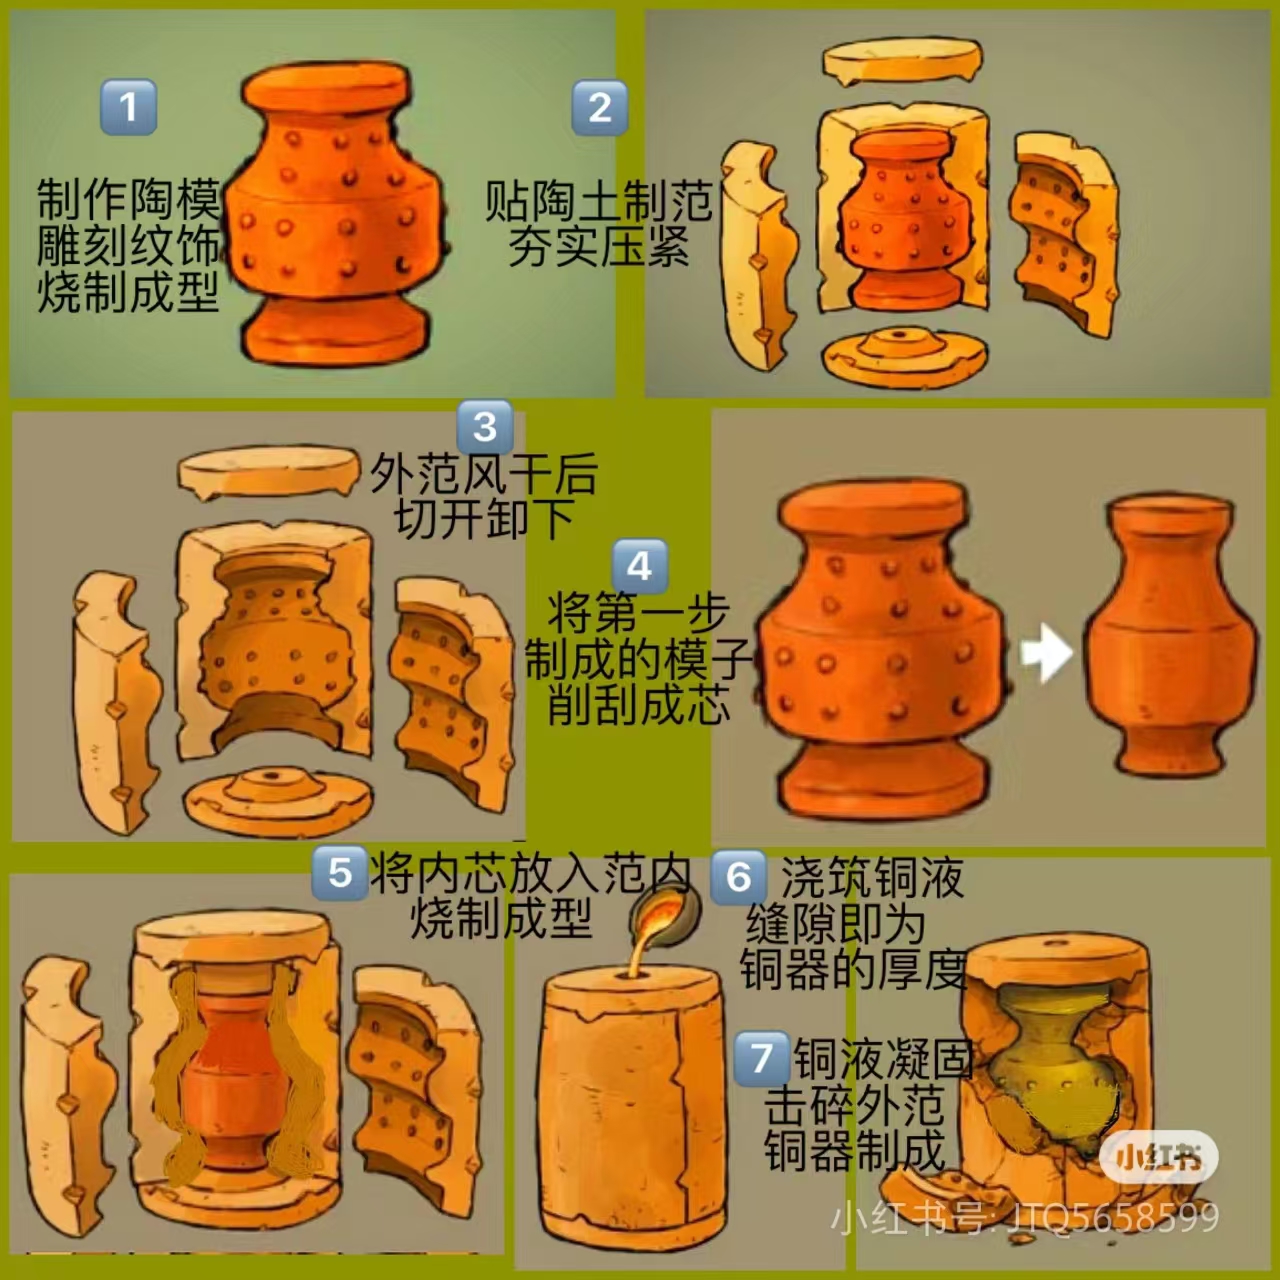 1
制作陶模
雕刻纹饰
烧制成型
2
贴陶土制范
夯实压紧
3
外范风干后
切开卸下
4
将第一步
制成的模子
削刮成芯
5 将内芯放入范内
烧制成型
6 浇筑铜液
缝隙即为
铜器的厚度
7 铜液凝固
击碎外范
铜器制成
小红书
小红书号: JTQ5658599